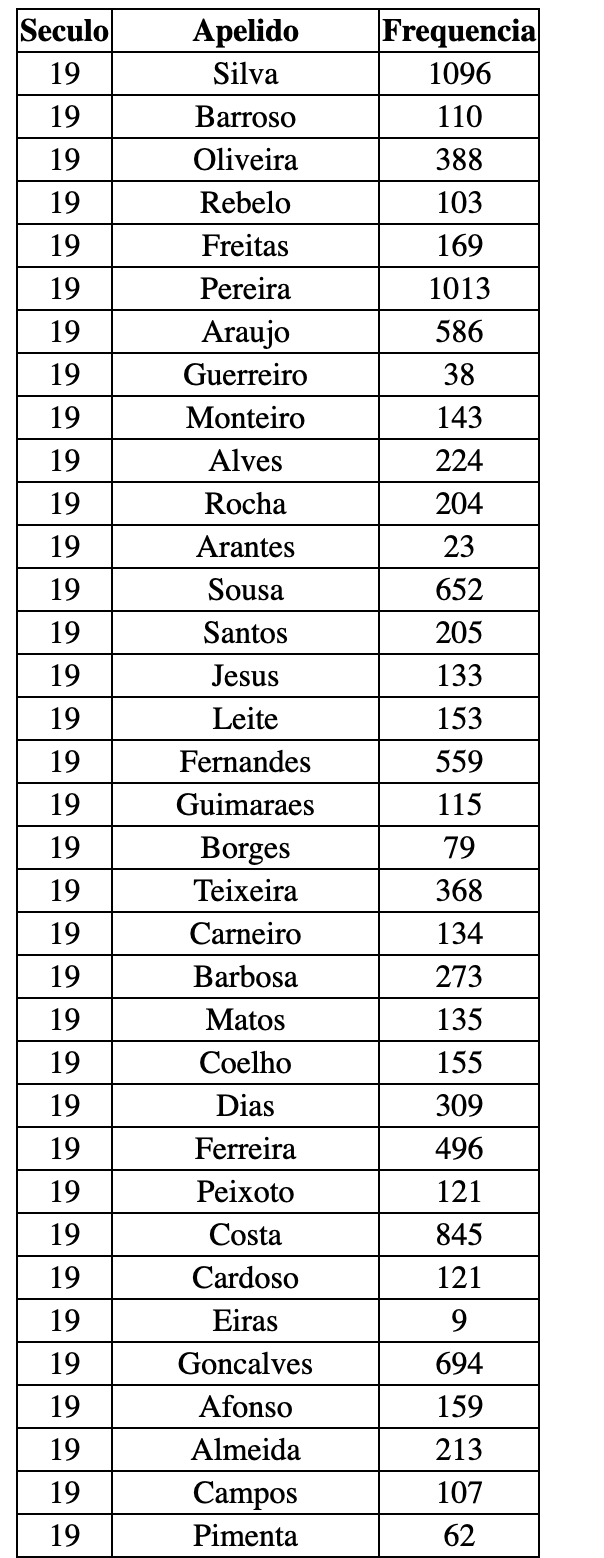 Seculo Apelido Frequencia
19 Silva 1096
19 Barroso 110
19 Oliveira 388
19 Rebelo 103
19 Freitas 169
19 Pereira 1013
19 Araujo 586
19 Guerreiro 38
19 Monteiro 143
19 Alves 224
19 Rocha 204
19 Arantes 23
19 Sousa 652
19 Santos 205
19 Jesus 133
19 Leite 153
19 Fernandes 559
19 Guimaraes 115
19 Borges 79
19 Teixeira 368
19 Carneiro 134
19 Barbosa 273
19 Matos 135
19 Coelho 155
19 Dias 309
19 Ferreira 496
19 Peixoto 121
19 Costa 845
19 Cardoso 121
19 Eiras 9
19 Goncalves 694
19 Afonso 159
19 Almeida 213
19 Campos 107
19 Pimenta 62